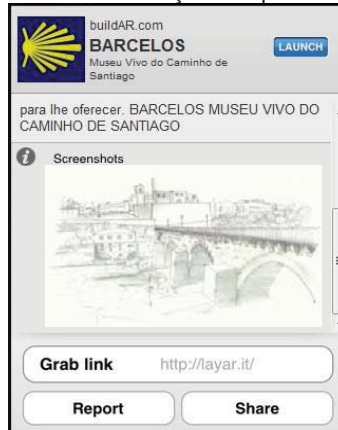 buildAR.com
BARCELOS
LAUNCH
Museu Vivo do Caminho de
Santiago
para lhe oferecer. BARCELOS MUSEU VIVO DO
CAMINHO DE SANTIAGO
Screenshots
Grab link http://layar.it/
Report Share